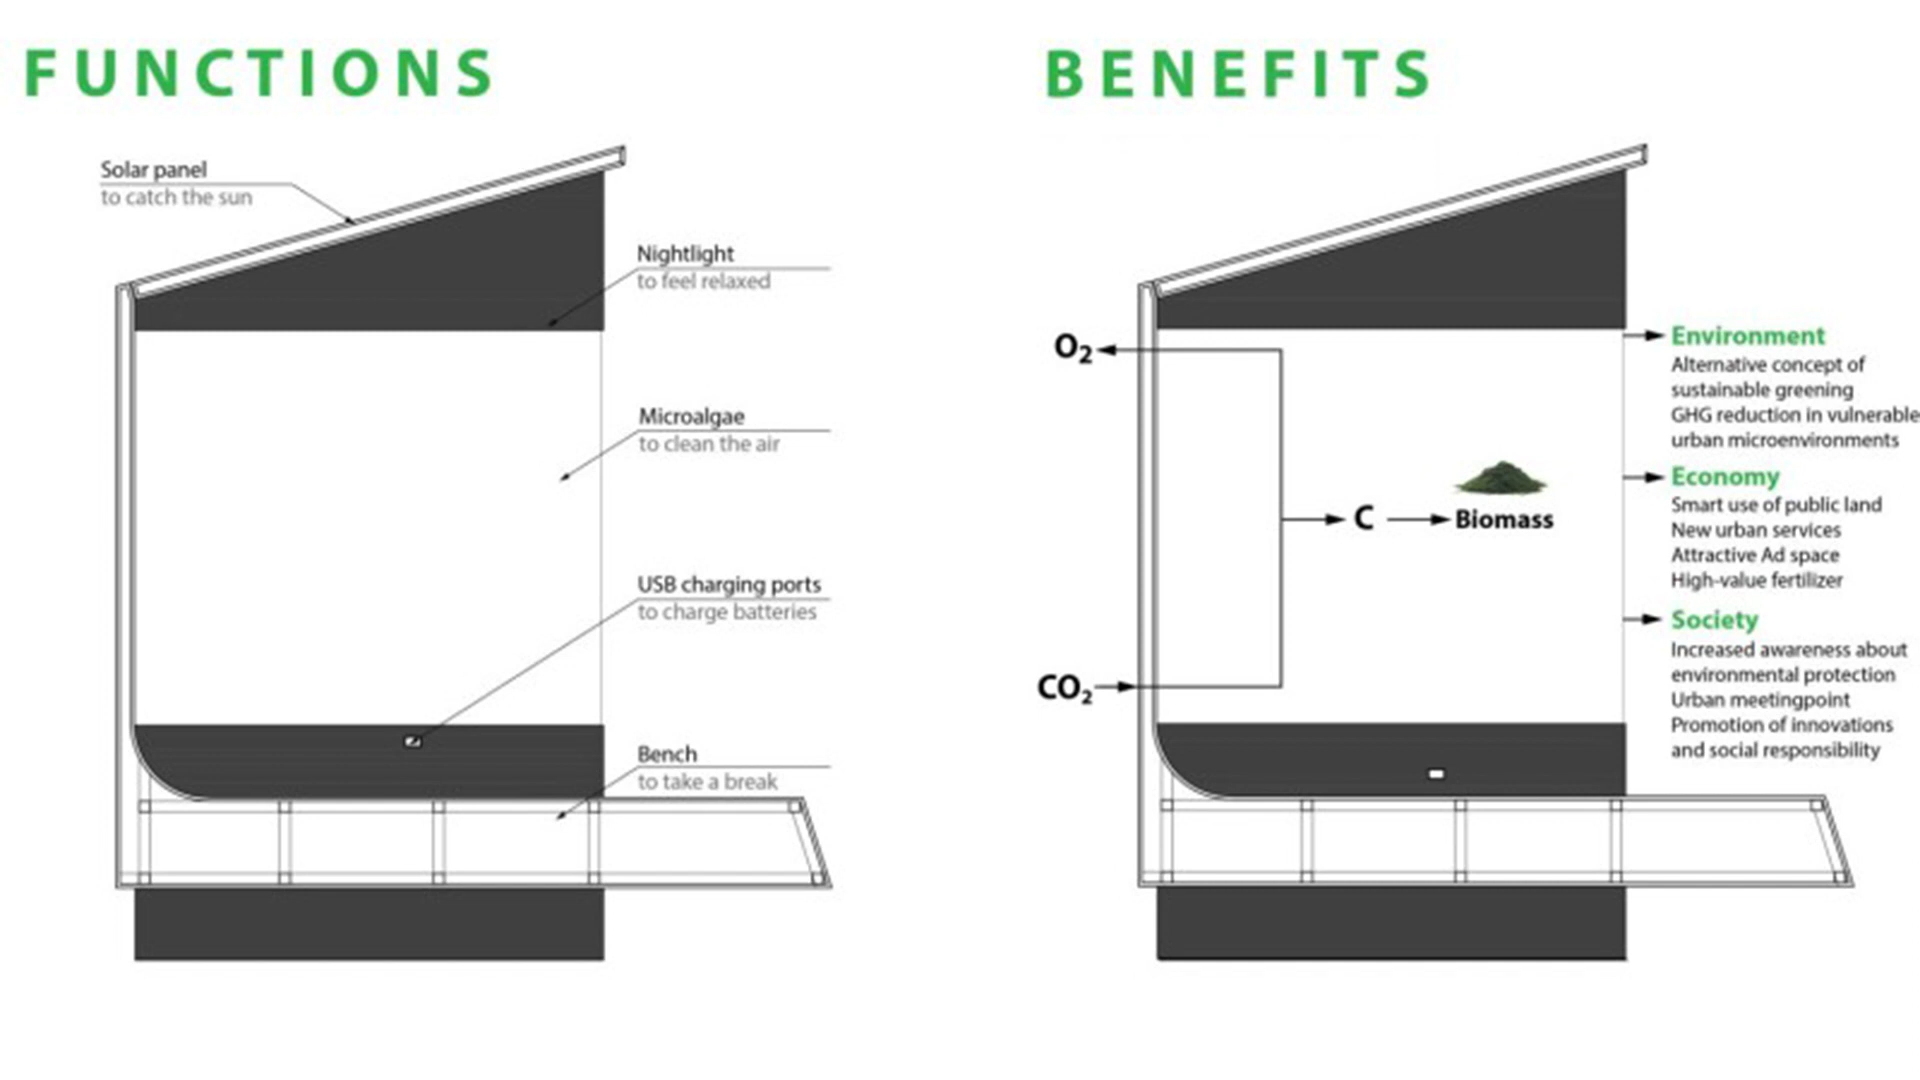 FUNCTIONS
Solar panel
to catch the sun
Nightlight
to feel relaxed
Microalgae
to clean the air
USB charging ports
to charge batteries
Bench
to take a break
BENEFITS
O₂
CO₂
C
Biomass
Environment
Alternative concept of
sustainable greening
GHG reduction in vulnerable
urban microenvironments
Economy
Smart use of public land
New urban services
Attractive Ad space
High-value fertilizer
Society
Increased awareness about
environmental protection
Urban meetingpoint
Promotion of innovations
and social responsibility